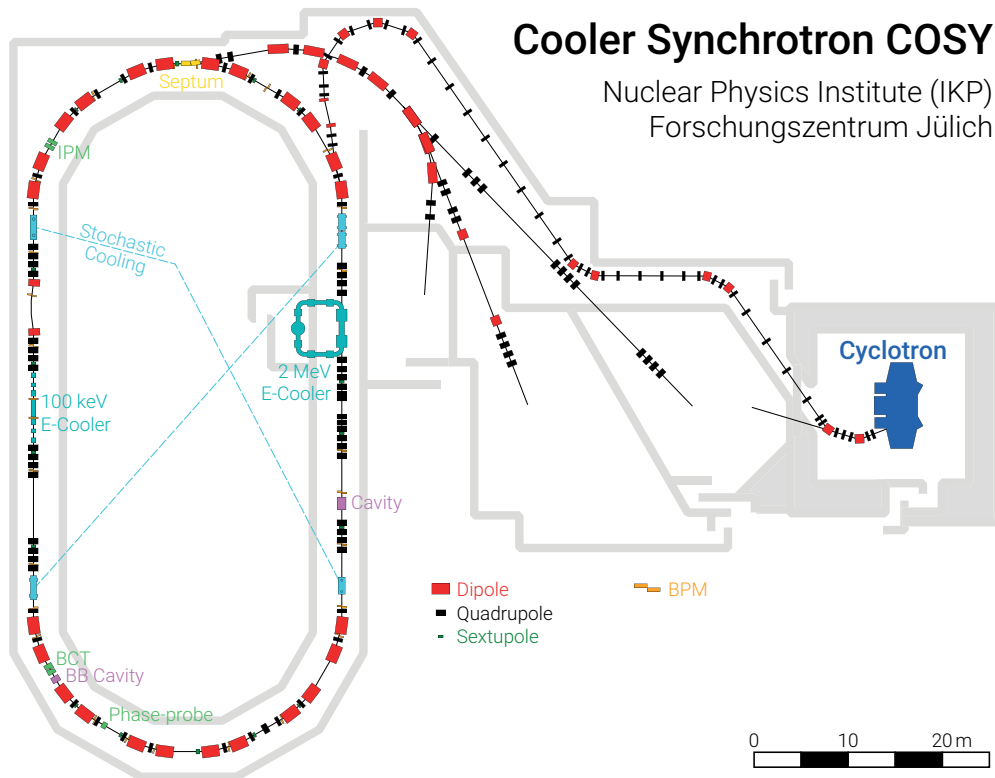 Cooler Synchrotron COSY
Nuclear Physics Institute (IKP)
Forschungszentrum Jülich
Septum
IPM
Stochastic
Cooling
Cyclotron
2 MeV
E-Cooler
100 keV
E-Cooler
Cavity
Dipole
BPM
Quadrupole
Sextupole
BCT
BB Cavity
Phase-probe
0 10 20 m